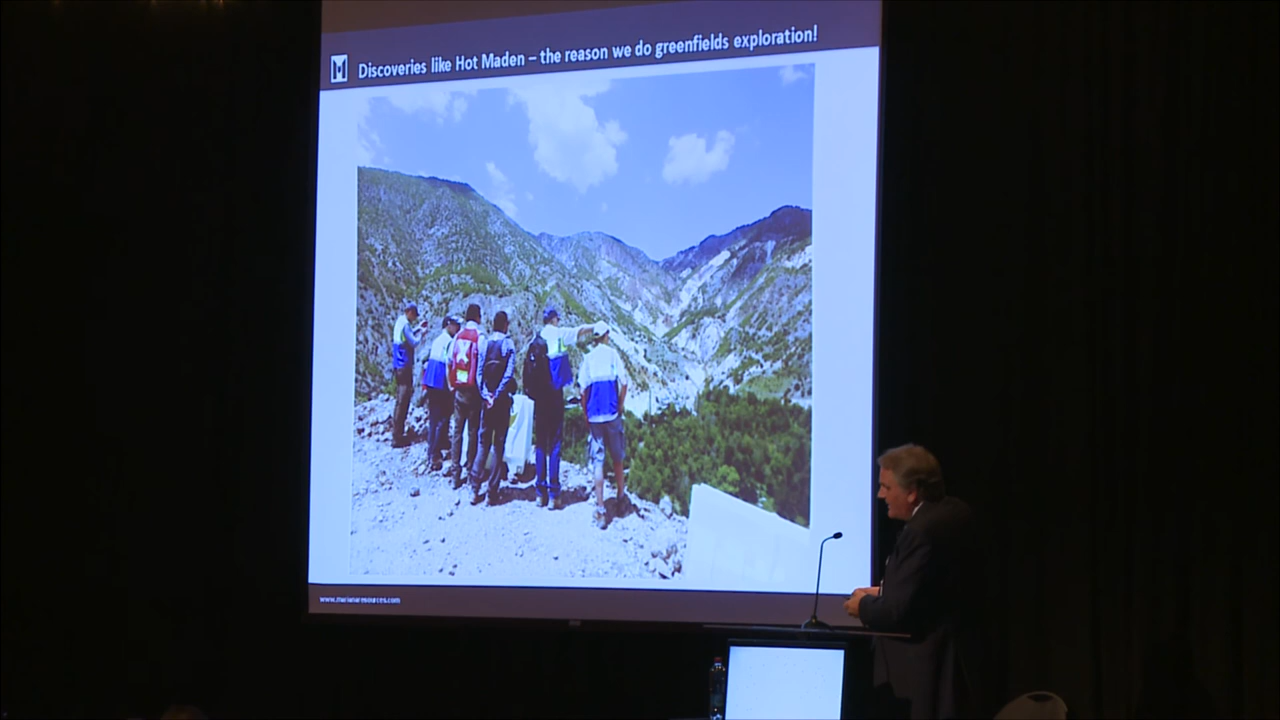 Discoveries like Hot Maden – the reason we do greenfields exploration!
www.marianaresources.com